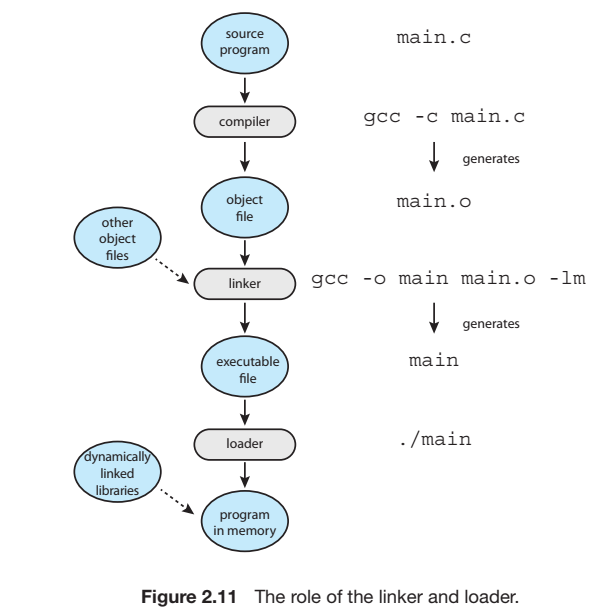 source
program
main.c
compiler
gcc -c main.c
generates
object
file
main.o
other
object
files
linker
gcc -o main main.o -lm
generates
executable
file
main
loader
./main
dynamically
linked
libraries
program
in memory
Figure 2.11 The role of the linker and loader.